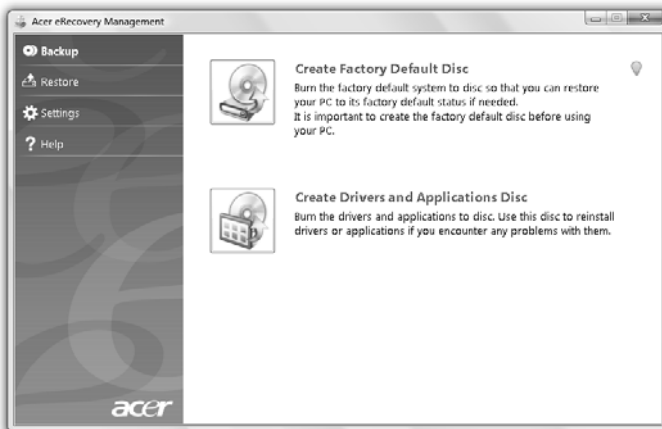 Acer eRecovery Management
Backup
Restore
Settings
? Help
Create Factory Default Disc
Burn the factory default system to disc so that you can restore
your PC to its factory default status if needed.
It is important to create the factory default disc before using
your PC.
Create Drivers and Applications Disc
Burn the drivers and applications to disc. Use this disc to reinstall
drivers or applications if you encounter any problems with them.
acer